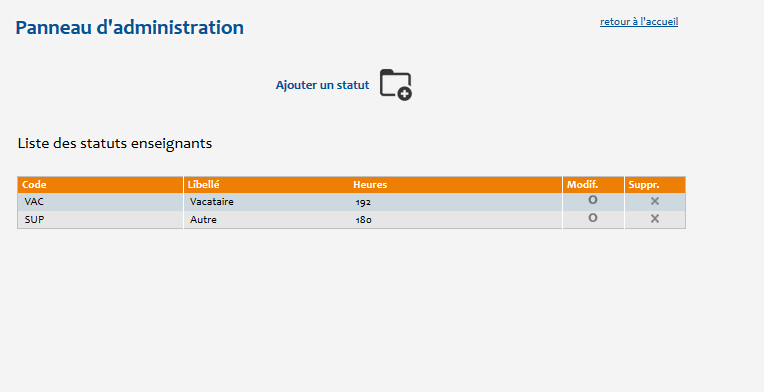 Panneau d'administration
retour à l'accueil
Ajouter un statut
Liste des statuts enseignants
Code Libellé Heures Modif. Suppr.
VAC Vacataire 192 O X
SUP Autre 180 O X